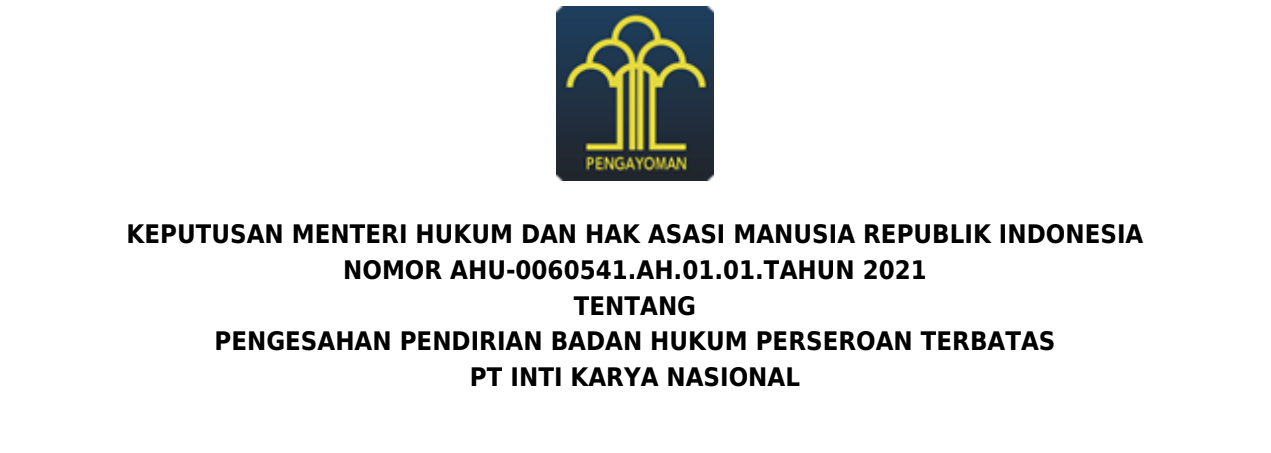 PENGAYOMAN
KEPUTUSAN MENTERI HUKUM DAN HAK ASASI MANUSIA REPUBLIK INDONESIA
NOMOR AHU-0060541.AH.01.01.TAHUN 2021
TENTANG
PENGESAHAN PENDIRIAN BADAN HUKUM PERSEROAN TERBATAS
PT INTI KARYA NASIONAL